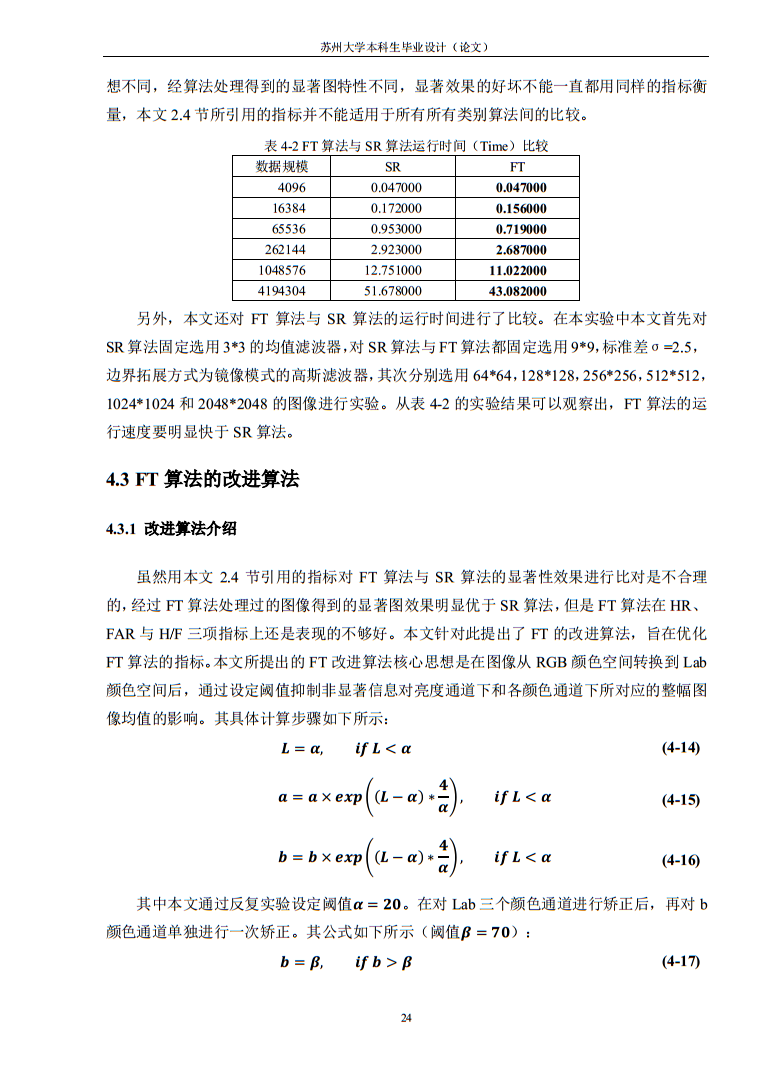 苏州大学本科生毕业设计（论文）
想不同，经算法处理得到的显著图特性不同，显著效果的好坏不能一直都用同样的指标衡
量，本文 2.4 节所引用的指标并不能适用于所有所有类别算法间的比较。
表 4-2 FT 算法与 SR 算法运行时间（Time）比较
数据规模 SR FT
4096 0.047000 0.047000
16384 0.172000 0.156000
65536 0.953000 0.719000
262144 2.923000 2.687000
1048576 12.751000 11.022000
4194304 51.678000 43.082000
另外，本文还对 FT 算法与 SR 算法的运行时间进行了比较。在本实验中本文首先对
SR 算法固定选用 3*3 的均值滤波器，对 SR 算法与 FT 算法都固定选用 9*9，标准差 σ=2.5，
边界拓展方式为镜像模式的高斯滤波器，其次分别选用 64*64，128*128，256*256，512*512，
1024*1024 和 2048*2048 的图像进行实验。从表 4-2 的实验结果可以观察出，FT 算法的运
行速度要明显快于 SR 算法。
4.3 FT 算法的改进算法
4.3.1 改进算法介绍
虽然用本文 2.4 节引用的指标对 FT 算法与 SR 算法的显著性效果进行比对是不合理
的，经过 FT 算法处理过的图像得到的显著图效果明显优于 SR 算法，但是 FT 算法在 HR、
FAR 与 H/F 三项指标上还是表现的不够好。本文针对此提出了 FT 的改进算法，旨在优化
FT 算法的指标。本文所提出的 FT 改进算法核心思想是在图像从 RGB 颜色空间转换到 Lab
颜色空间后，通过设定阈值抑制非显著信息对亮度通道下和各颜色通道下所对应的整幅图
像均值的影响。其具体计算步骤如下所示：
L = α, if L < α (4-14)
a = a × exp((L − α) * 4/α), if L < α (4-15)
b = b × exp((L − α) * 4/α), if L < α (4-16)
其中本文通过反复实验设定阈值α = 20。在对 Lab 三个颜色通道进行矫正后，再对 b
颜色通道单独进行一次矫正。其公式如下所示（阈值β = 70）：
b = β, if b > β (4-17)
24